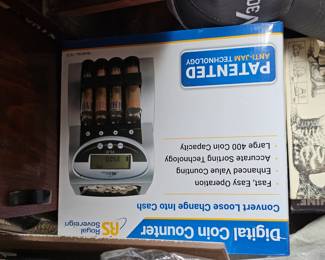 Digital Coin Counter
Convert Loose Change Into Cash
RS
Royal
Sovereign
· Fast, Easy Operation
· Enhanced Value Counting
· Accurate Sorting Technology
· Large 400 Coin Capacity
PATENTED
ANTI-JAM TECHNOLOGY